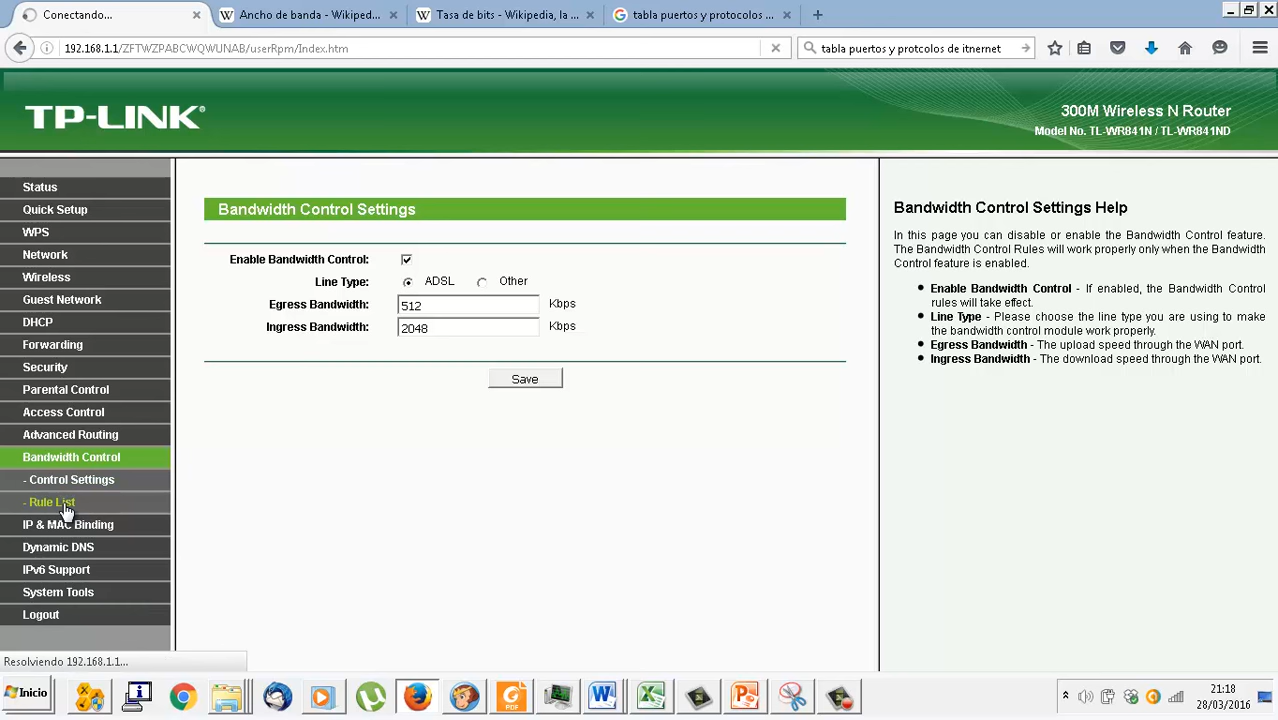 Conectando...
Ancho de banda - Wikiped...
Tasa de bits - Wikipedia, la ...
tabla puertos y protocolos ...
192.168.1.1/ZFTWZPABCWQWUNAB/userRpm/Index.htm
tabla puertos y protcolos de itnernet
TP-LINK®
300M Wireless N Router
Model No. TL-WR841N / TL-WR841ND
Status
Quick Setup
WPS
Network
Wireless
Guest Network
DHCP
Forwarding
Security
Parental Control
Access Control
Advanced Routing
Bandwidth Control
- Control Settings
- Rule List
IP & MAC Binding
Dynamic DNS
IPv6 Support
System Tools
Logout
Bandwidth Control Settings
Enable Bandwidth Control:
Line Type: ADSL Other
Egress Bandwidth: 512 Kbps
Ingress Bandwidth: 2048 Kbps
Save
Bandwidth Control Settings Help
In this page you can disable or enable the Bandwidth Control feature.
The Bandwidth Control Rules will work properly only when the Bandwidth
Control feature is enabled.
Enable Bandwidth Control - If enabled, the Bandwidth Control
rules will take effect.
Line Type - Please choose the line type you are using to make
the bandwidth control module work properly.
Egress Bandwidth - The upload speed through the WAN port.
Ingress Bandwidth - The download speed through the WAN port.
Resolviendo 192.168.1.1...
Inicio
PDF
21:18
28/03/2016